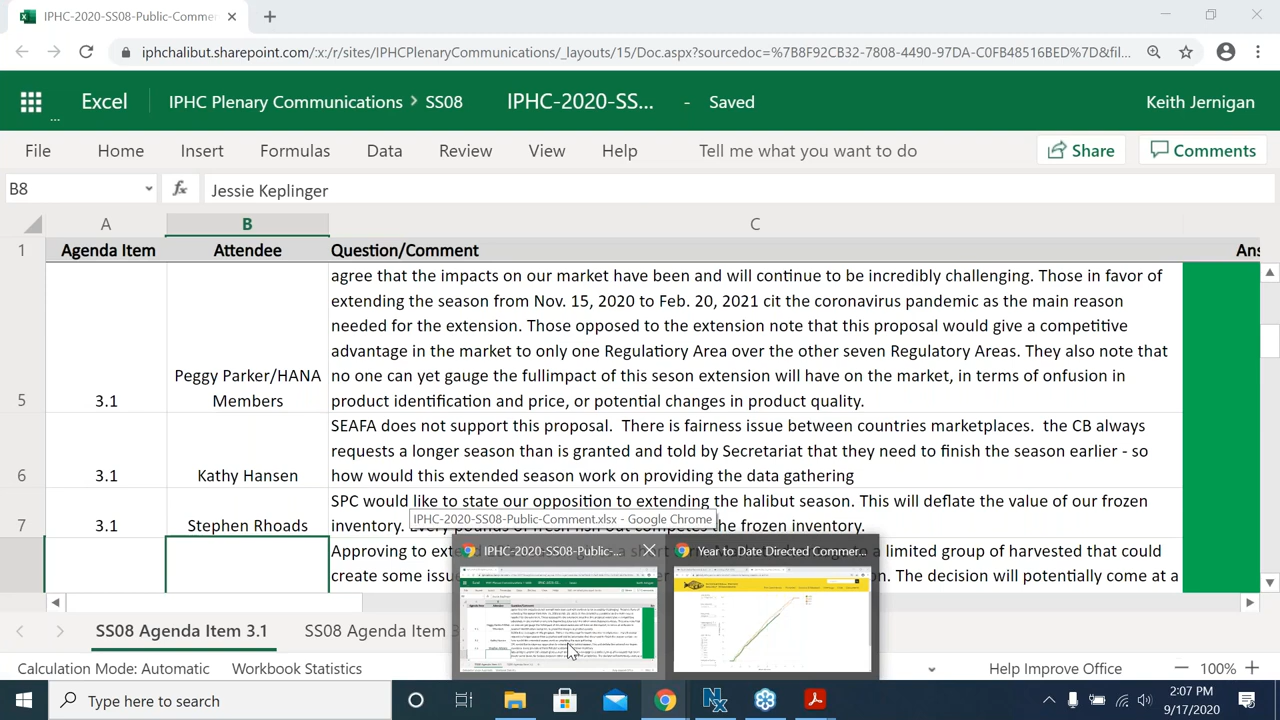 IPHC-2020-SS08-Public-Comme
iphchalibut.sharepoint.com/:x:/r/sites/IPHCPlenaryCommunications/_layouts/15/Doc.aspx?sourcedoc=%7B8F92CB32-7808-4490-97DA-C0FB48516BED%7D&fil...
Excel IPHC Plenary Communications > SS08 IPHC-2020-SS... - Saved Keith Jernigan
File Home Insert Formulas Data Review View Help Tell me what you want to do Share Comments
B8 fx Jessie Keplinger
A B C
1 Agenda Item Attendee Question/Comment Ans
agree that the impacts on our market have been and will continue to be incredibly challenging. Those in favor of
extending the season from Nov. 15, 2020 to Feb. 20, 2021 cit the coronavirus pandemic as the main reason
needed for the extension. Those opposed to the extension note that this proposal would give a competitive
advantage in the market to only one Regulatiory Area over the other seven Regulatory Areas. They also note that
Peggy Parker/HANA no one can yet gauge the fullimpact of this seson extension will have on the market, in terms of onfusion in
5 3.1 Members product identification and price, or potential changes in product quality.
SEAFA does not support this proposal. There is fairness issue between countries marketplaces. the CB always
requests a longer season than is granted and told by Secretariat that they need to finish the season earlier - so
6 3.1 Kathy Hansen how would this extended season work on providing the data gathering
SPC would like to state our opposition to extending the halibut season. This will deflate the value of our frozen
7 3.1 Stephen Rhoads inventory. the frozen inventory.
IPHC-2020-SS08-Public-Comment.xlsx - Google Chrome
Approving to a limited group of harvested that could
IPHC-2020-SS08-Public-... Year to Date Directed Commer...
create some The decision will potentially come at a
SS08 Agenda Item 3.1 Agenda Item
Calculation Mode: Automatic Workbook Statistics Help Improve Office 100%
Type here to search 2:07 PM
9/17/2020